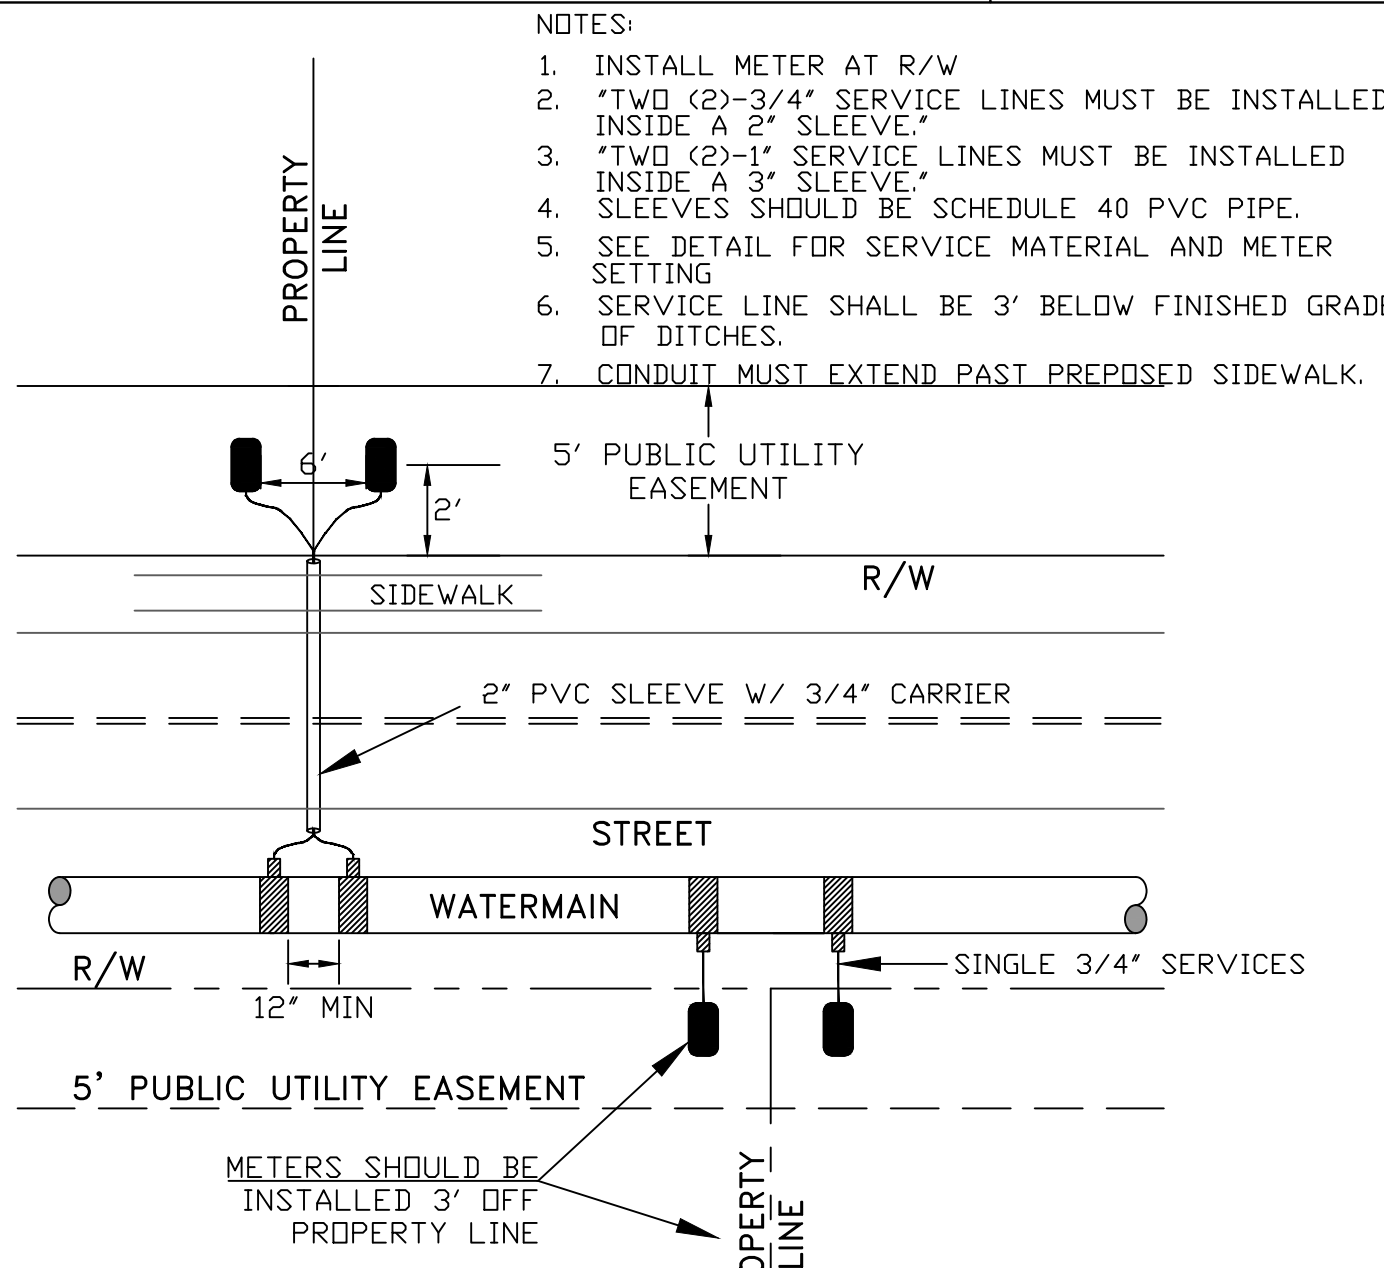 NOTES:
1. INSTALL METER AT R/W
2. "TWO (2)-3/4" SERVICE LINES MUST BE INSTALLED
INSIDE A 2" SLEEVE."
3. "TWO (2)-1" SERVICE LINES MUST BE INSTALLED
INSIDE A 3" SLEEVE."
4. SLEEVES SHOULD BE SCHEDULE 40 PVC PIPE.
5. SEE DETAIL FOR SERVICE MATERIAL AND METER
SETTING
6. SERVICE LINE SHALL BE 3' BELOW FINISHED GRADE
OF DITCHES.
7. CONDUIT MUST EXTEND PAST PREPOSED SIDEWALK.
PROPERTY
LINE
6'
2'
5' PUBLIC UTILITY
EASEMENT
R/W
SIDEWALK
2" PVC SLEEVE W/ 3/4" CARRIER
STREET
WATERMAIN
R/W
12" MIN
SINGLE 3/4" SERVICES
5' PUBLIC UTILITY EASEMENT
METERS SHOULD BE
INSTALLED 3' OFF
PROPERTY LINE
OPERTY
LINE